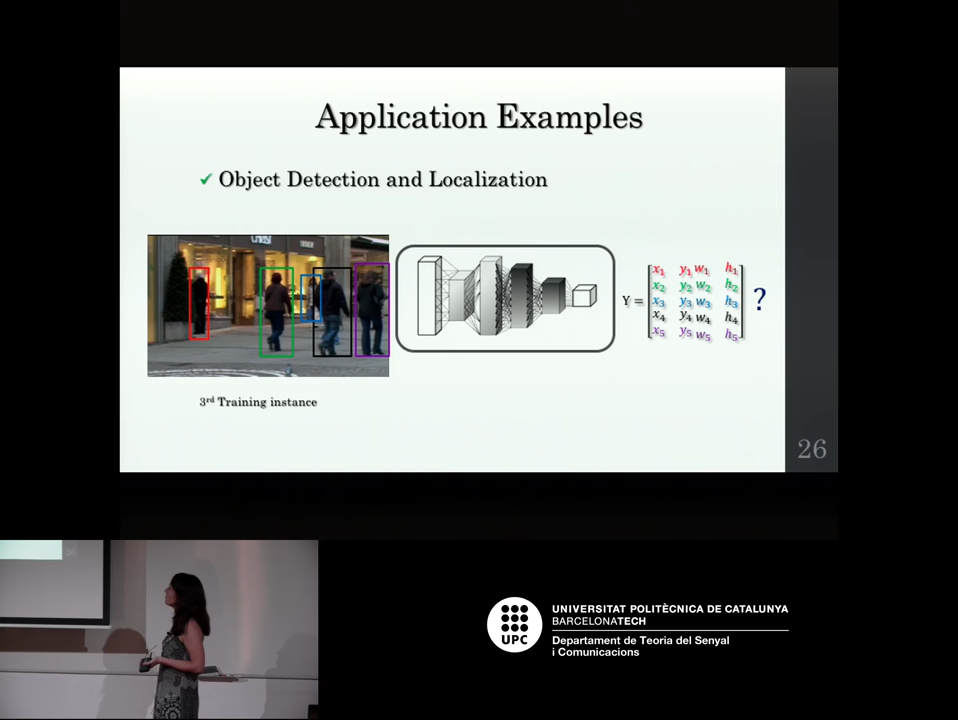 Application Examples
✓ Object Detection and Localization
Y = [x₁ y₁ w₁ h₁
x₂ y₂ w₂ h₂
x₃ y₃ w₃ h₃
x₄ y₄ w₄ h₄
x₅ y₅ w₅ h₅] ?
3rd Training instance
26
UPC
UNIVERSITAT POLITÈCNICA DE CATALUNYA
BARCELONATECH
Departament de Teoria del Senyal
i Comunicacions